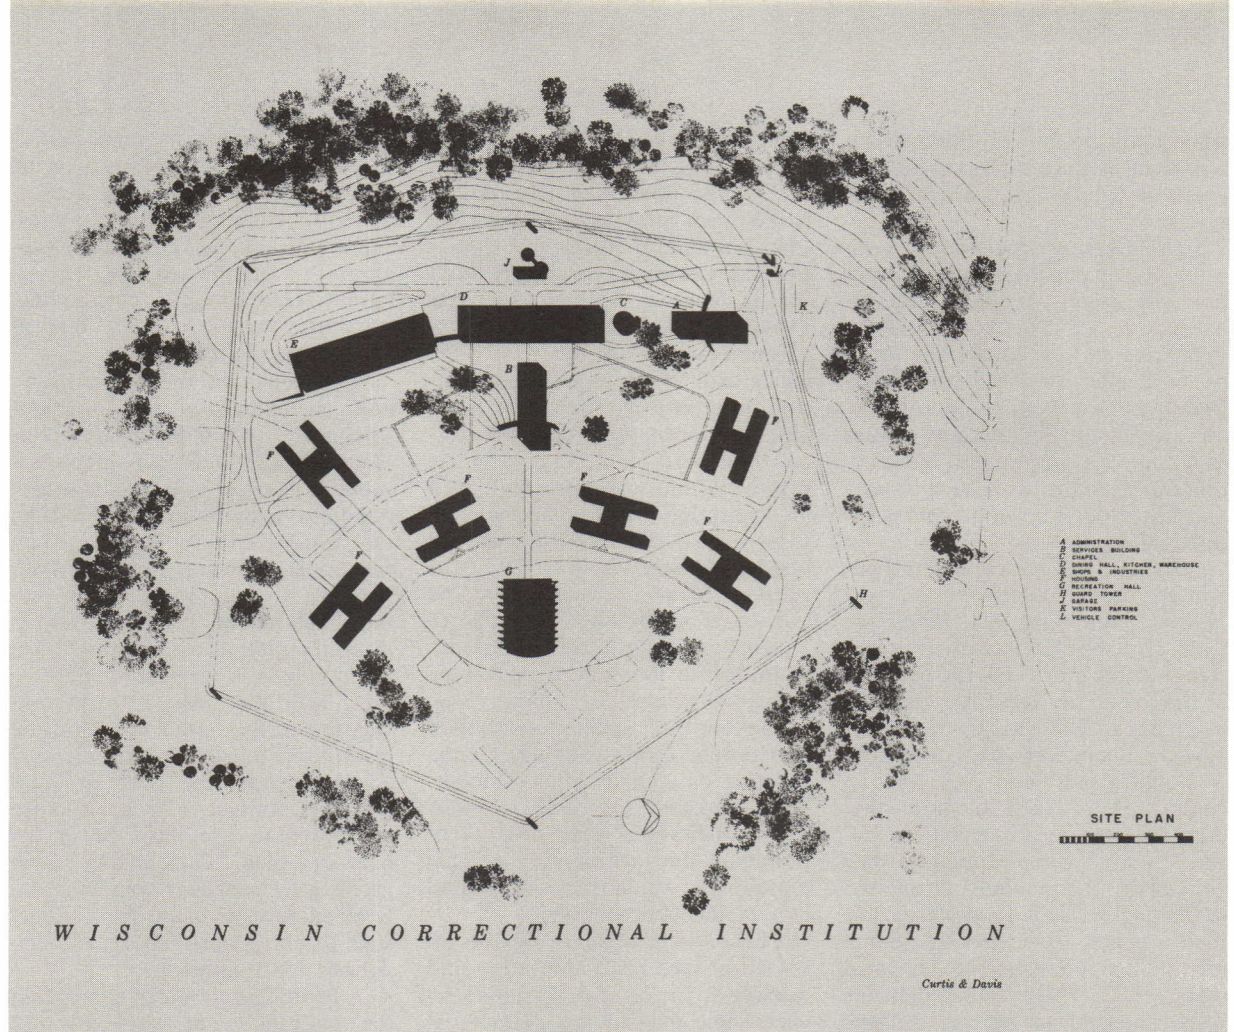 J
D
C
A
K
L
E
B
F
F
F
F
F
F
F
G
H
A ADMINISTRATION
B SERVICES BUILDING
C CHAPEL
D DINING HALL, KITCHEN, WAREHOUSE
E SHOPS & INDUSTRIES
F HOUSING
G RECREATION HALL
H GUARD TOWER
J GARAGE
K VISITORS PARKING
L VEHICLE CONTROL
SITE PLAN
WISCONSIN CORRECTIONAL INSTITUTION
Curtis & Davis